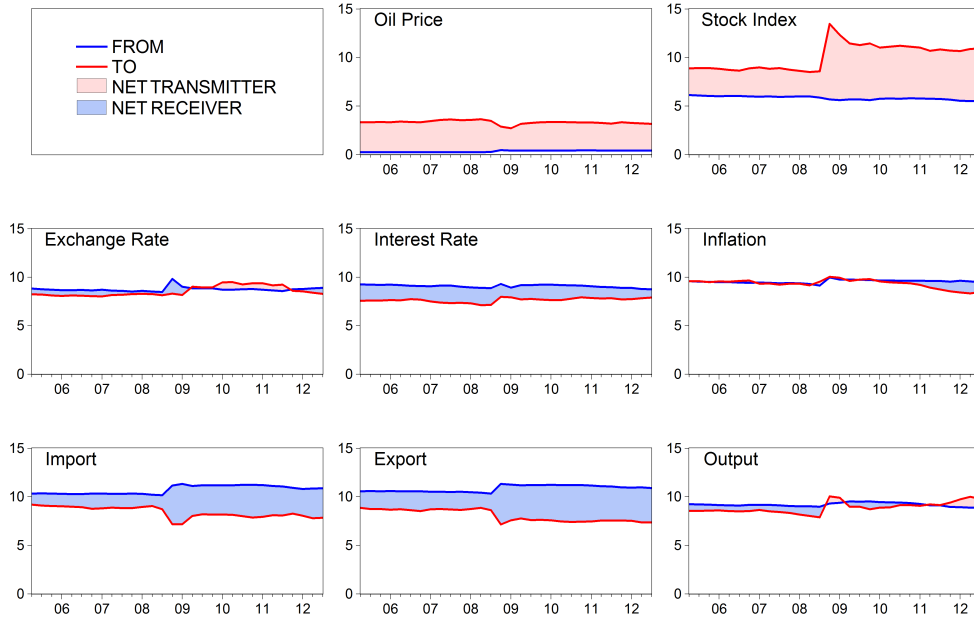 FROM
TO
NET TRANSMITTER
NET RECEIVER
Oil Price
15
10
5
0
06 07 08 09 10 11 12
Stock Index
15
10
5
0
06 07 08 09 10 11 12
Exchange Rate
15
10
5
0
06 07 08 09 10 11 12
Interest Rate
15
10
5
0
06 07 08 09 10 11 12
Inflation
15
10
5
0
06 07 08 09 10 11 12
Import
15
10
5
0
06 07 08 09 10 11 12
Export
15
10
5
0
06 07 08 09 10 11 12
Output
15
10
5
0
06 07 08 09 10 11 12